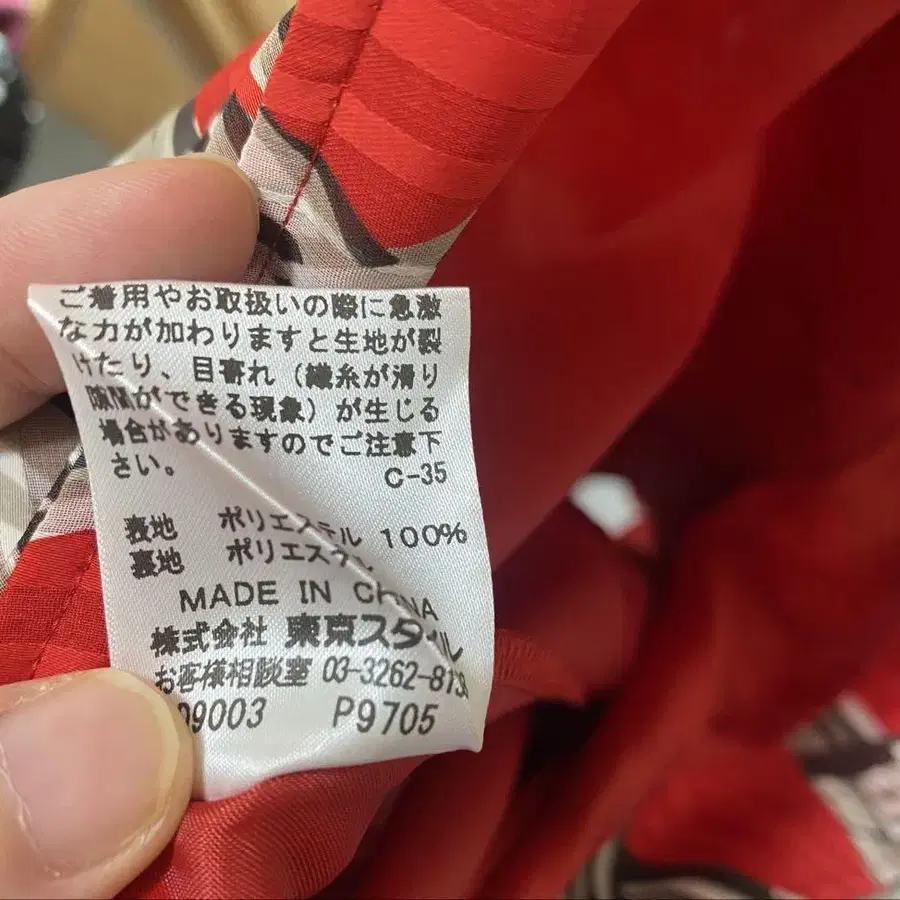 ご着用やお取扱いの際に急激
な力が加わりますと生地が裂
けたり、目寄れ（繊糸が滑り
隙間ができる現象）が生じる
場合がありますのでご注意下
さい。
C-35
表地 ポリエステル 100%
裏地 ポリエステル
MADE IN CHINA
株式会社 東京スタイル
お客様相談室 03-3262-81
09003 P9705